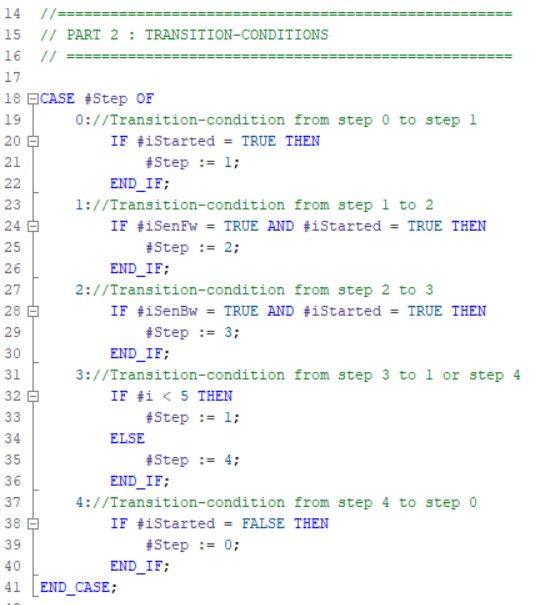 14 //====================================================
15 // PART 2 : TRANSITION-CONDITIONS
16 // ===================================================
17
18 CASE #Step OF
19 0://Transition-condition from step 0 to step 1
20 IF #iStarted = TRUE THEN
21 #Step := 1;
22 END_IF;
23 1://Transition-condition from step 1 to 2
24 IF #iSenFw = TRUE AND #iStarted = TRUE THEN
25 #Step := 2;
26 END_IF;
27 2://Transition-condition from step 2 to 3
28 IF #iSenBw = TRUE AND #iStarted = TRUE THEN
29 #Step := 3;
30 END_IF;
31 3://Transition-condition from step 3 to 1 or step 4
32 IF #i < 5 THEN
33 #Step := 1;
34 ELSE
35 #Step := 4;
36 END_IF;
37 4://Transition-condition from step 4 to step 0
38 IF #iStarted = FALSE THEN
39 #Step := 0;
40 END_IF;
41 END_CASE;